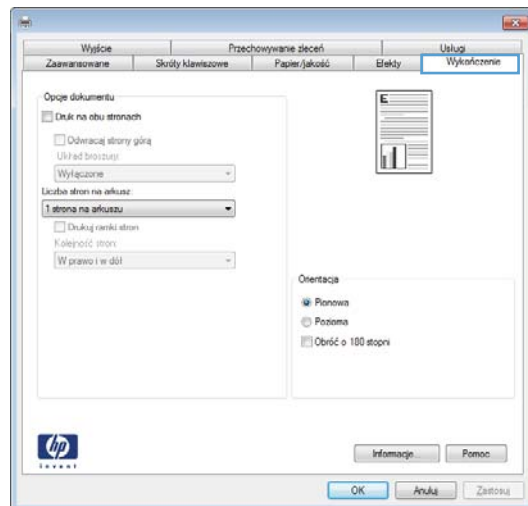 Wyjście Przechowywanie zleceń Usługi
Zaawansowane Skróty klawiszowe Papier/jakość Efekty Wykończenie
Opcje dokumentu
Druk na obu stronach
Odwracaj strony górą
Układ broszury:
Wyłączone
Liczba stron na arkusz:
1 strona na arkuszu
Drukuj ramki stron
Kolejność stron:
W prawo i w dół
E
Orientacja
Pionowa
Pozioma
Obróć o 180 stopni
hp
invent
Informacje... Pomoc
OK Anuluj Zastosuj